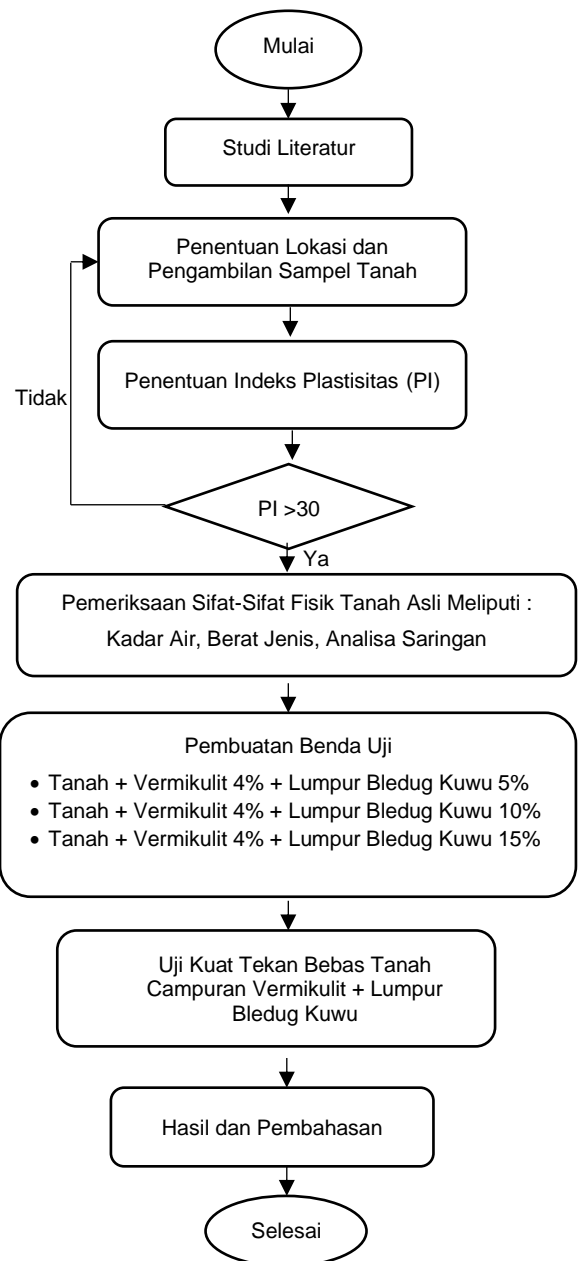 Mulai
Studi Literatur
Penentuan Lokasi dan
Pengambilan Sampel Tanah
Penentuan Indeks Plastisitas (PI)
Tidak
PI >30
Ya
Pemeriksaan Sifat-Sifat Fisik Tanah Asli Meliputi :
Kadar Air, Berat Jenis, Analisa Saringan
Pembuatan Benda Uji
• Tanah + Vermikulit 4% + Lumpur Bledug Kuwu 5%
• Tanah + Vermikulit 4% + Lumpur Bledug Kuwu 10%
• Tanah + Vermikulit 4% + Lumpur Bledug Kuwu 15%
Uji Kuat Tekan Bebas Tanah
Campuran Vermikulit + Lumpur
Bledug Kuwu
Hasil dan Pembahasan
Selesai